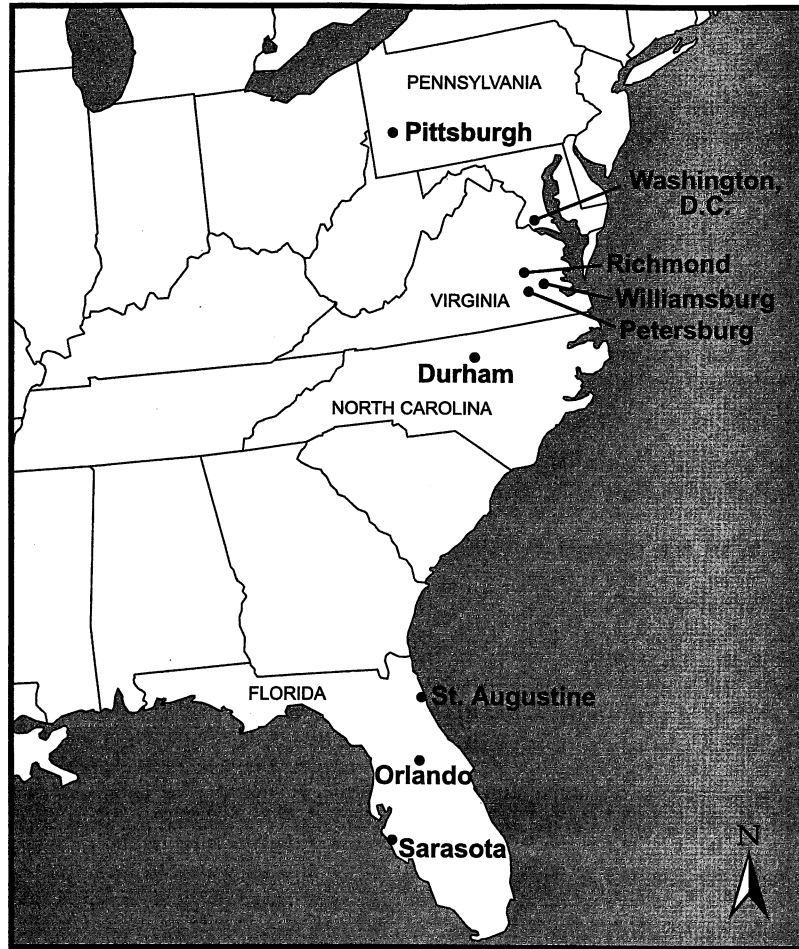 PENNSYLVANIA
Pittsburgh
Washington,
D.C.
Richmond
Williamsburg
VIRGINIA
Petersburg
Durham
NORTH CAROLINA
FLORIDA
St. Augustine
Orlando
Sarasota
N